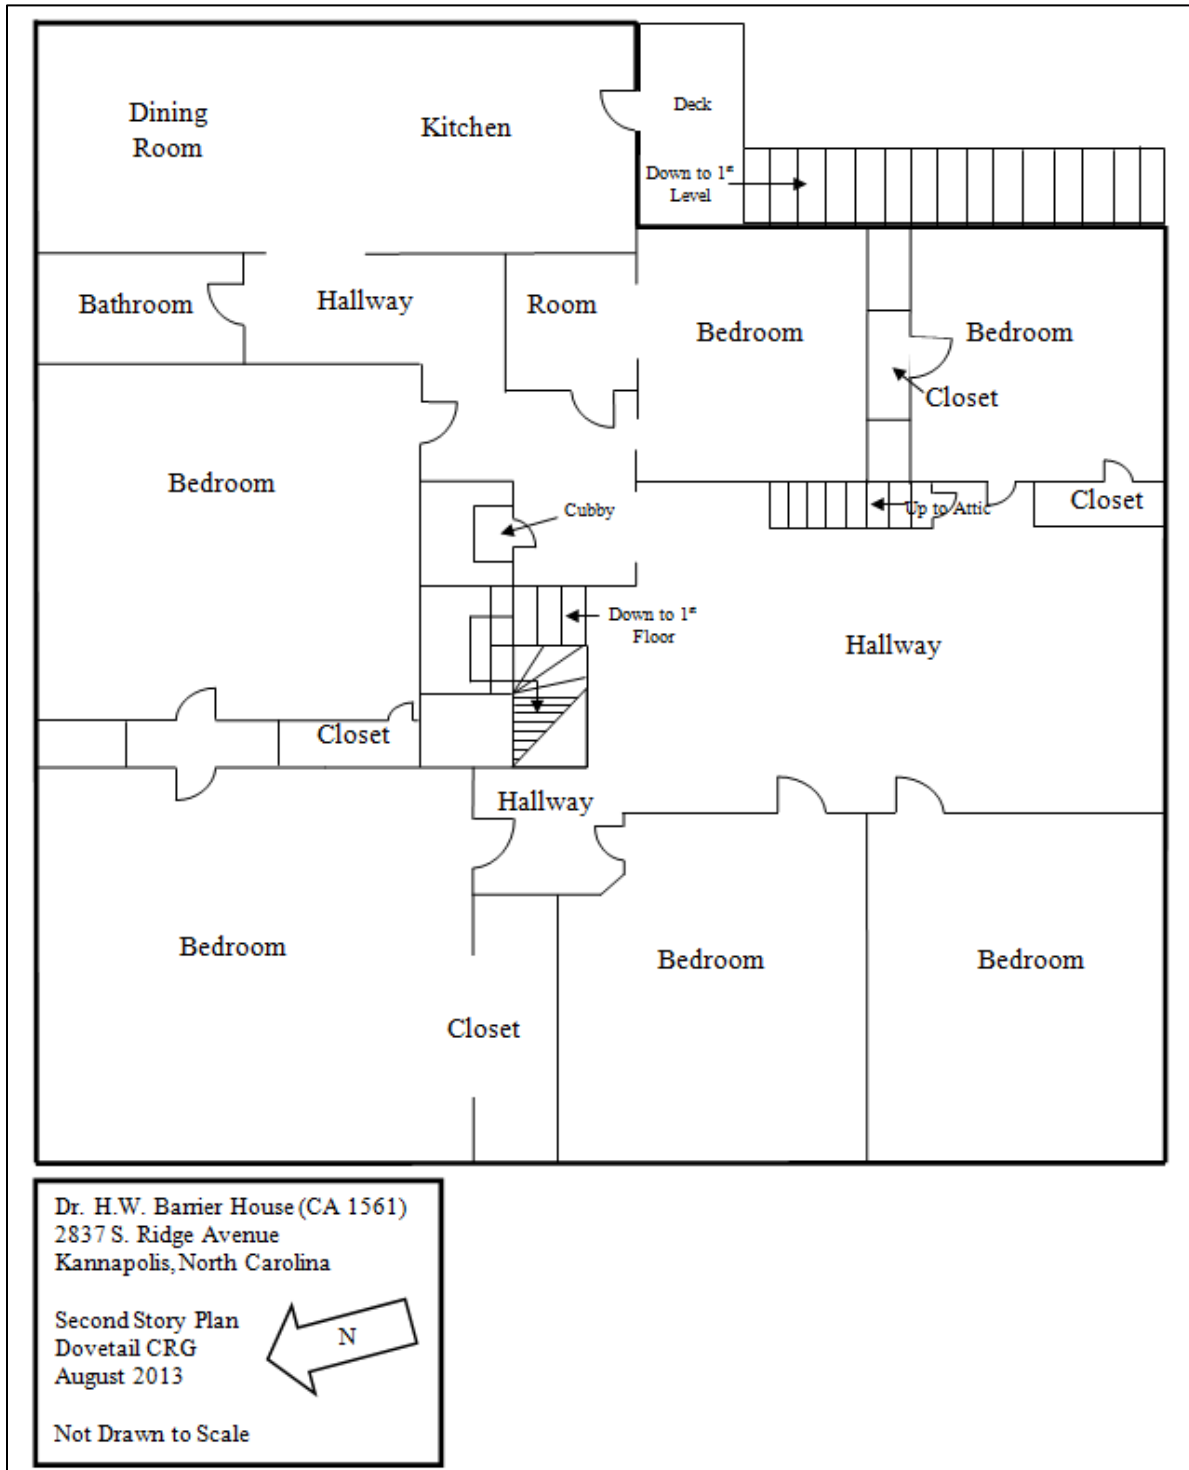 Dining
Room
Kitchen
Deck
Down to 1st
Level
Bathroom
Hallway
Room
Bedroom
Bedroom
Closet
Bedroom
Cubby
Up to Attic
Closet
Down to 1st
Floor
Hallway
Closet
Hallway
Bedroom
Bedroom
Bedroom
Closet
Dr. H.W. Barrier House (CA 1561)
2837 S. Ridge Avenue
Kannapolis, North Carolina
Second Story Plan
Dovetail CRG
August 2013
N
Not Drawn to Scale